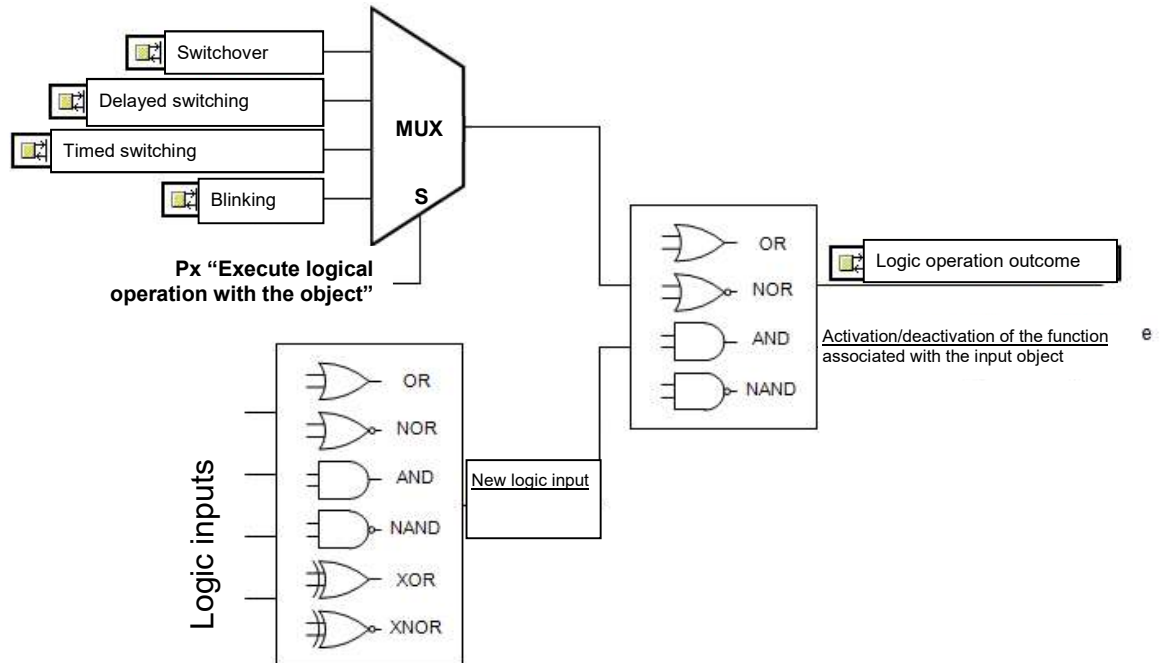 Switchover
Delayed switching
Timed switching
Blinking
MUX
S
Px “Execute logical
operation with the object”
OR
NOR
AND
NAND
Logic operation outcome
Activation/deactivation of the function
associated with the input object
e
Logic inputs
OR
NOR
AND
NAND
XOR
XNOR
New logic input